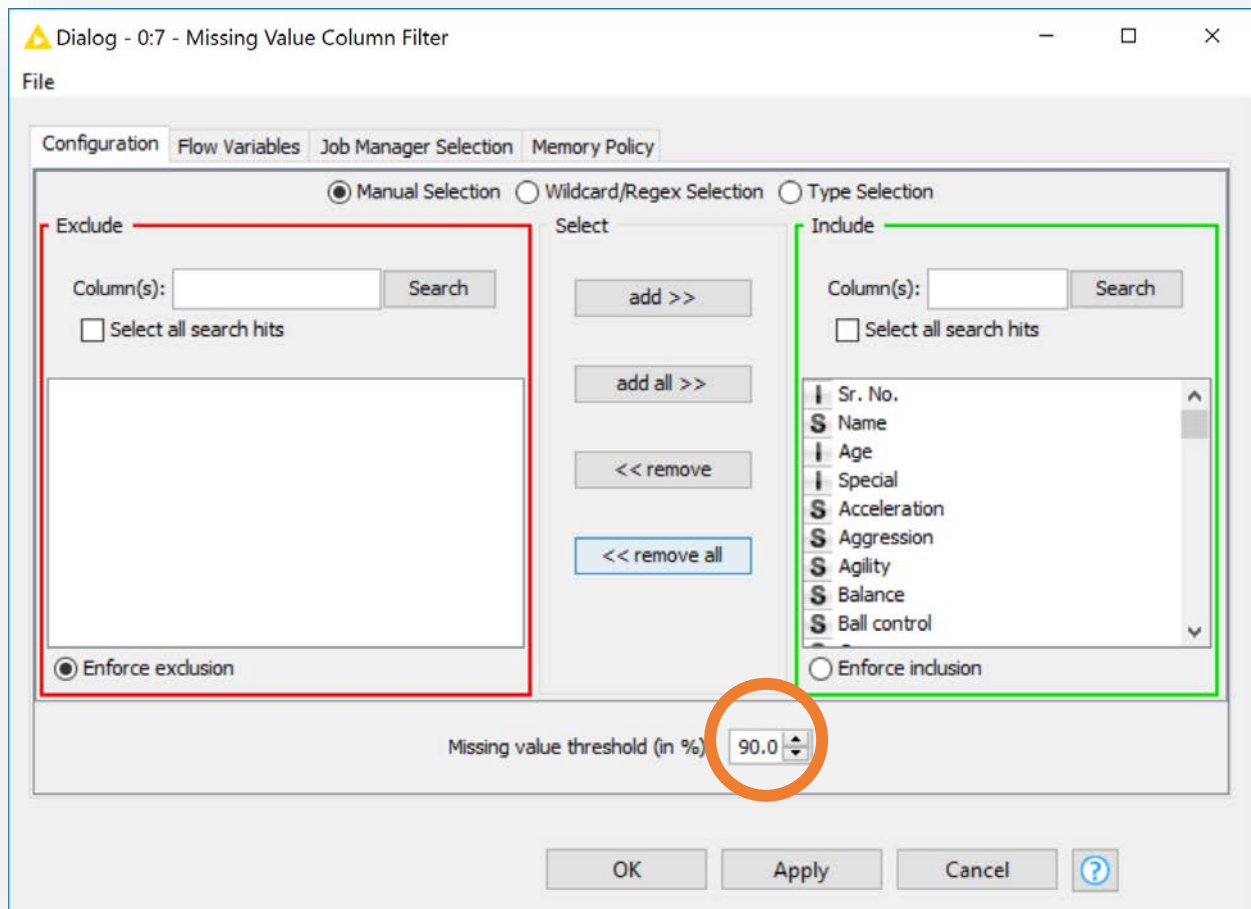 Dialog - 0:7 - Missing Value Column Filter
File
Configuration Flow Variables Job Manager Selection Memory Policy
Manual Selection Wildcard/Regex Selection Type Selection
Exclude Select Include
Column(s): Search add >> Column(s): Search
Select all search hits Select all search hits
add all >>
I Sr. No.
S Name
I Age
<< remove
I Special
S Acceleration
S Aggression
<< remove all
S Agility
S Balance
S Ball control
Enforce exclusion Enforce inclusion
Missing value threshold (in %) 90.0
OK Apply Cancel ?